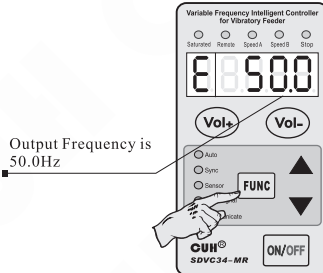 Variable Frequency Intelligent Controller
for Vibratory Feeder
Saturated Remote Speed A Speed B Stop
E 50.0
Vol+ Vol-
Output Frequency is
50.0Hz
Auto
Sync
Sensor
FUNC
CUH®
SDVC34-MR
ON/OFF